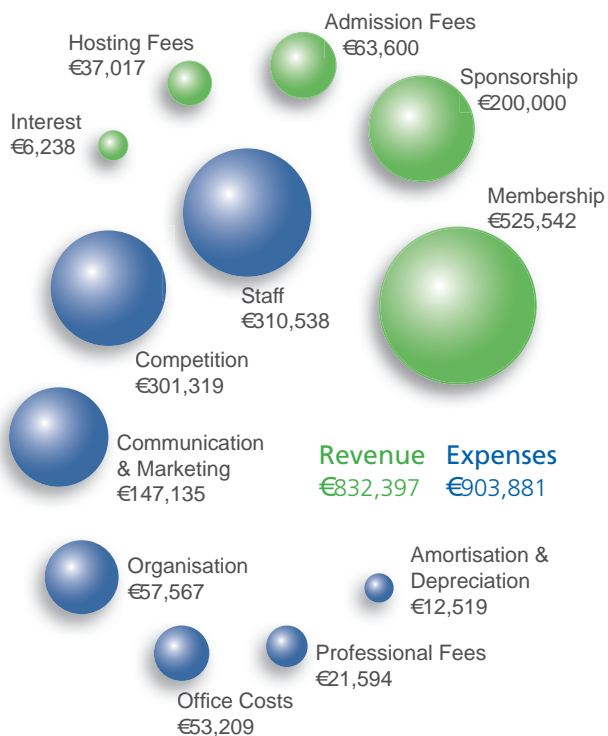 Admission Fees
€63,600
Hosting Fees
€37,017
Sponsorship
€200,000
Interest
€6,238
Membership
€525,542
Staff
€310,538
Competition
€301,319
Communication
& Marketing
€147,135
Revenue Expenses
€832,397 €903,881
Organisation
€57,567
Amortisation &
Depreciation
€12,519
Professional Fees
€21,594
Office Costs
€53,209